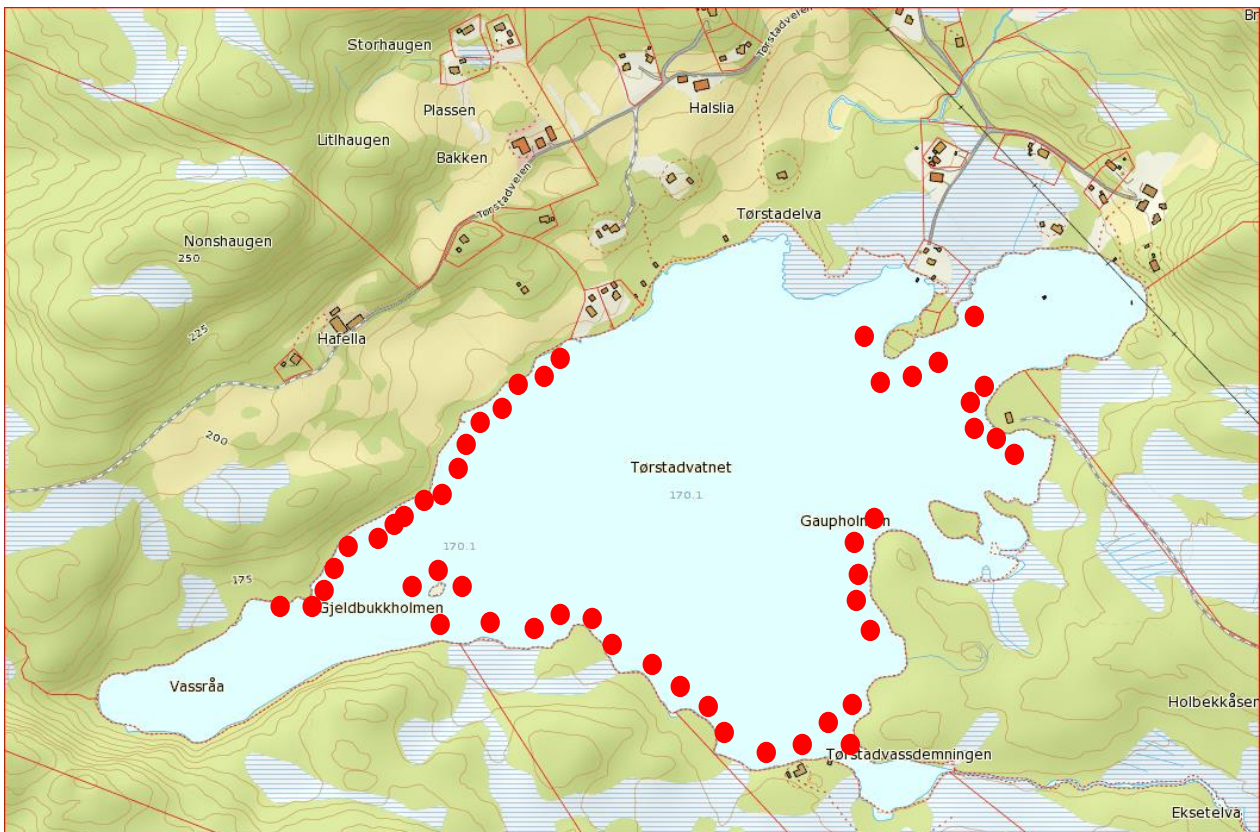 Br
Storhaugen
Tørstadveien
Plassen
Halslia
Litlhaugen
Bakken
Tørstadveien
Tørstadelva
Nonshaugen
250
225
Hafella
200
Tørstadvatnet
170.1
Gaupholmen
170.1
175
Gjeldbukkholmen
Vassråa
Holbekkåsen
Tørstadvassdemningen
Eksetelva